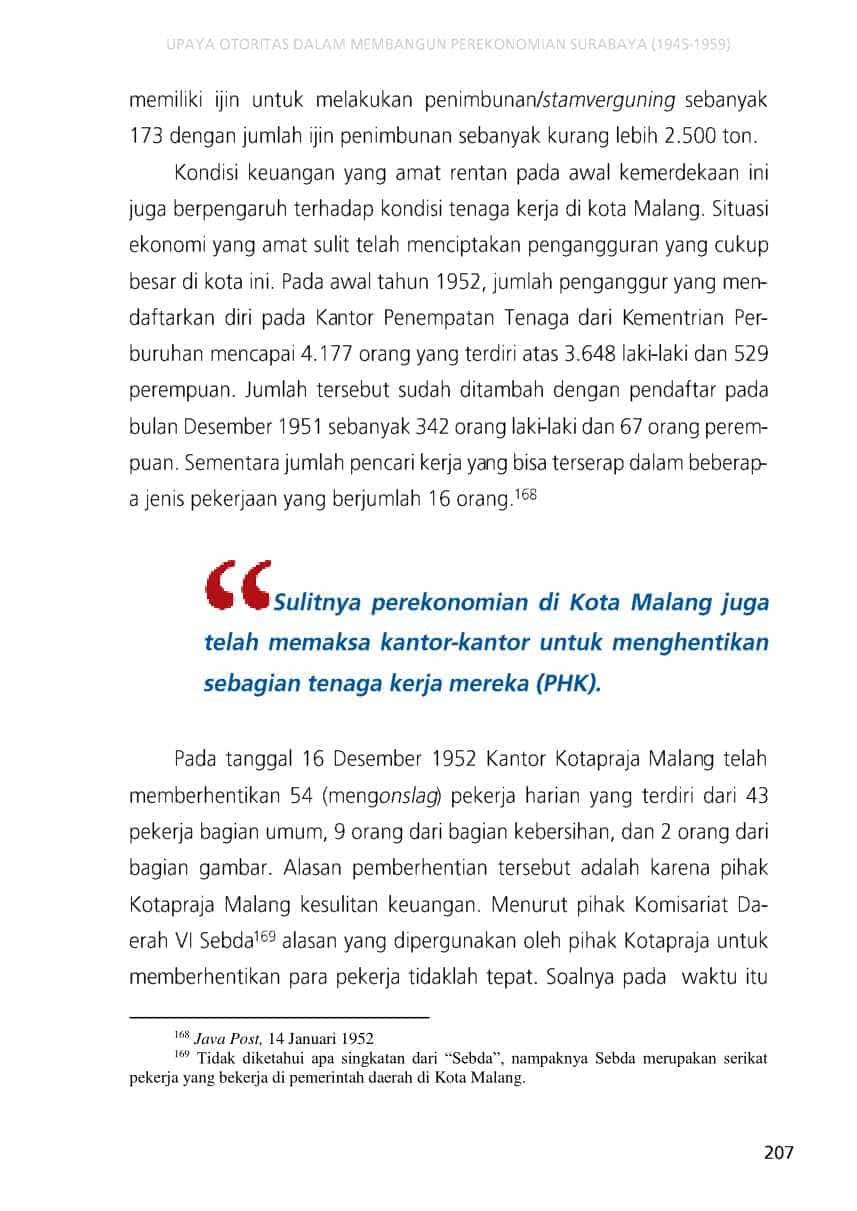 UPAYA OTORITAS DALAM MEMBANGUN PEREKONOMIAN SURABAYA (1945-1959)
memiliki ijin untuk melakukan penimbunan/stamverguning sebanyak
173 dengan jumlah ijin penimbunan sebanyak kurang lebih 2.500 ton.
Kondisi keuangan yang amat rentan pada awal kemerdekaan ini
juga berpengaruh terhadap kondisi tenaga kerja di kota Malang. Situasi
ekonomi yang amat sulit telah menciptakan pengangguran yang cukup
besar di kota ini. Pada awal tahun 1952, jumlah penganggur yang men-
daftarkan diri pada Kantor Penempatan Tenaga dari Kementrian Per-
buruhan mencapai 4.177 orang yang terdiri atas 3.648 laki-laki dan 529
perempuan. Jumlah tersebut sudah ditambah dengan pendaftar pada
bulan Desember 1951 sebanyak 342 orang laki-laki dan 67 orang perem-
puan. Sementara jumlah pencari kerja yang bisa terserap dalam beberap-
a jenis pekerjaan yang berjumlah 16 orang.168
“Sulitnya perekonomian di Kota Malang juga
telah memaksa kantor-kantor untuk menghentikan
sebagian tenaga kerja mereka (PHK).
Pada tanggal 16 Desember 1952 Kantor Kotapraja Malang telah
memberhentikan 54 (mengonslag) pekerja harian yang terdiri dari 43
pekerja bagian umum, 9 orang dari bagian kebersihan, dan 2 orang dari
bagian gambar. Alasan pemberhentian tersebut adalah karena pihak
Kotapraja Malang kesulitan keuangan. Menurut pihak Komisariat Da-
erah VI Sebda169 alasan yang dipergunakan oleh pihak Kotapraja untuk
memberhentikan para pekerja tidaklah tepat. Soalnya pada waktu itu
168 Java Post, 14 Januari 1952
169 Tidak diketahui apa singkatan dari “Sebda”, nampaknya Sebda merupakan serikat
pekerja yang bekerja di pemerintah daerah di Kota Malang.
207